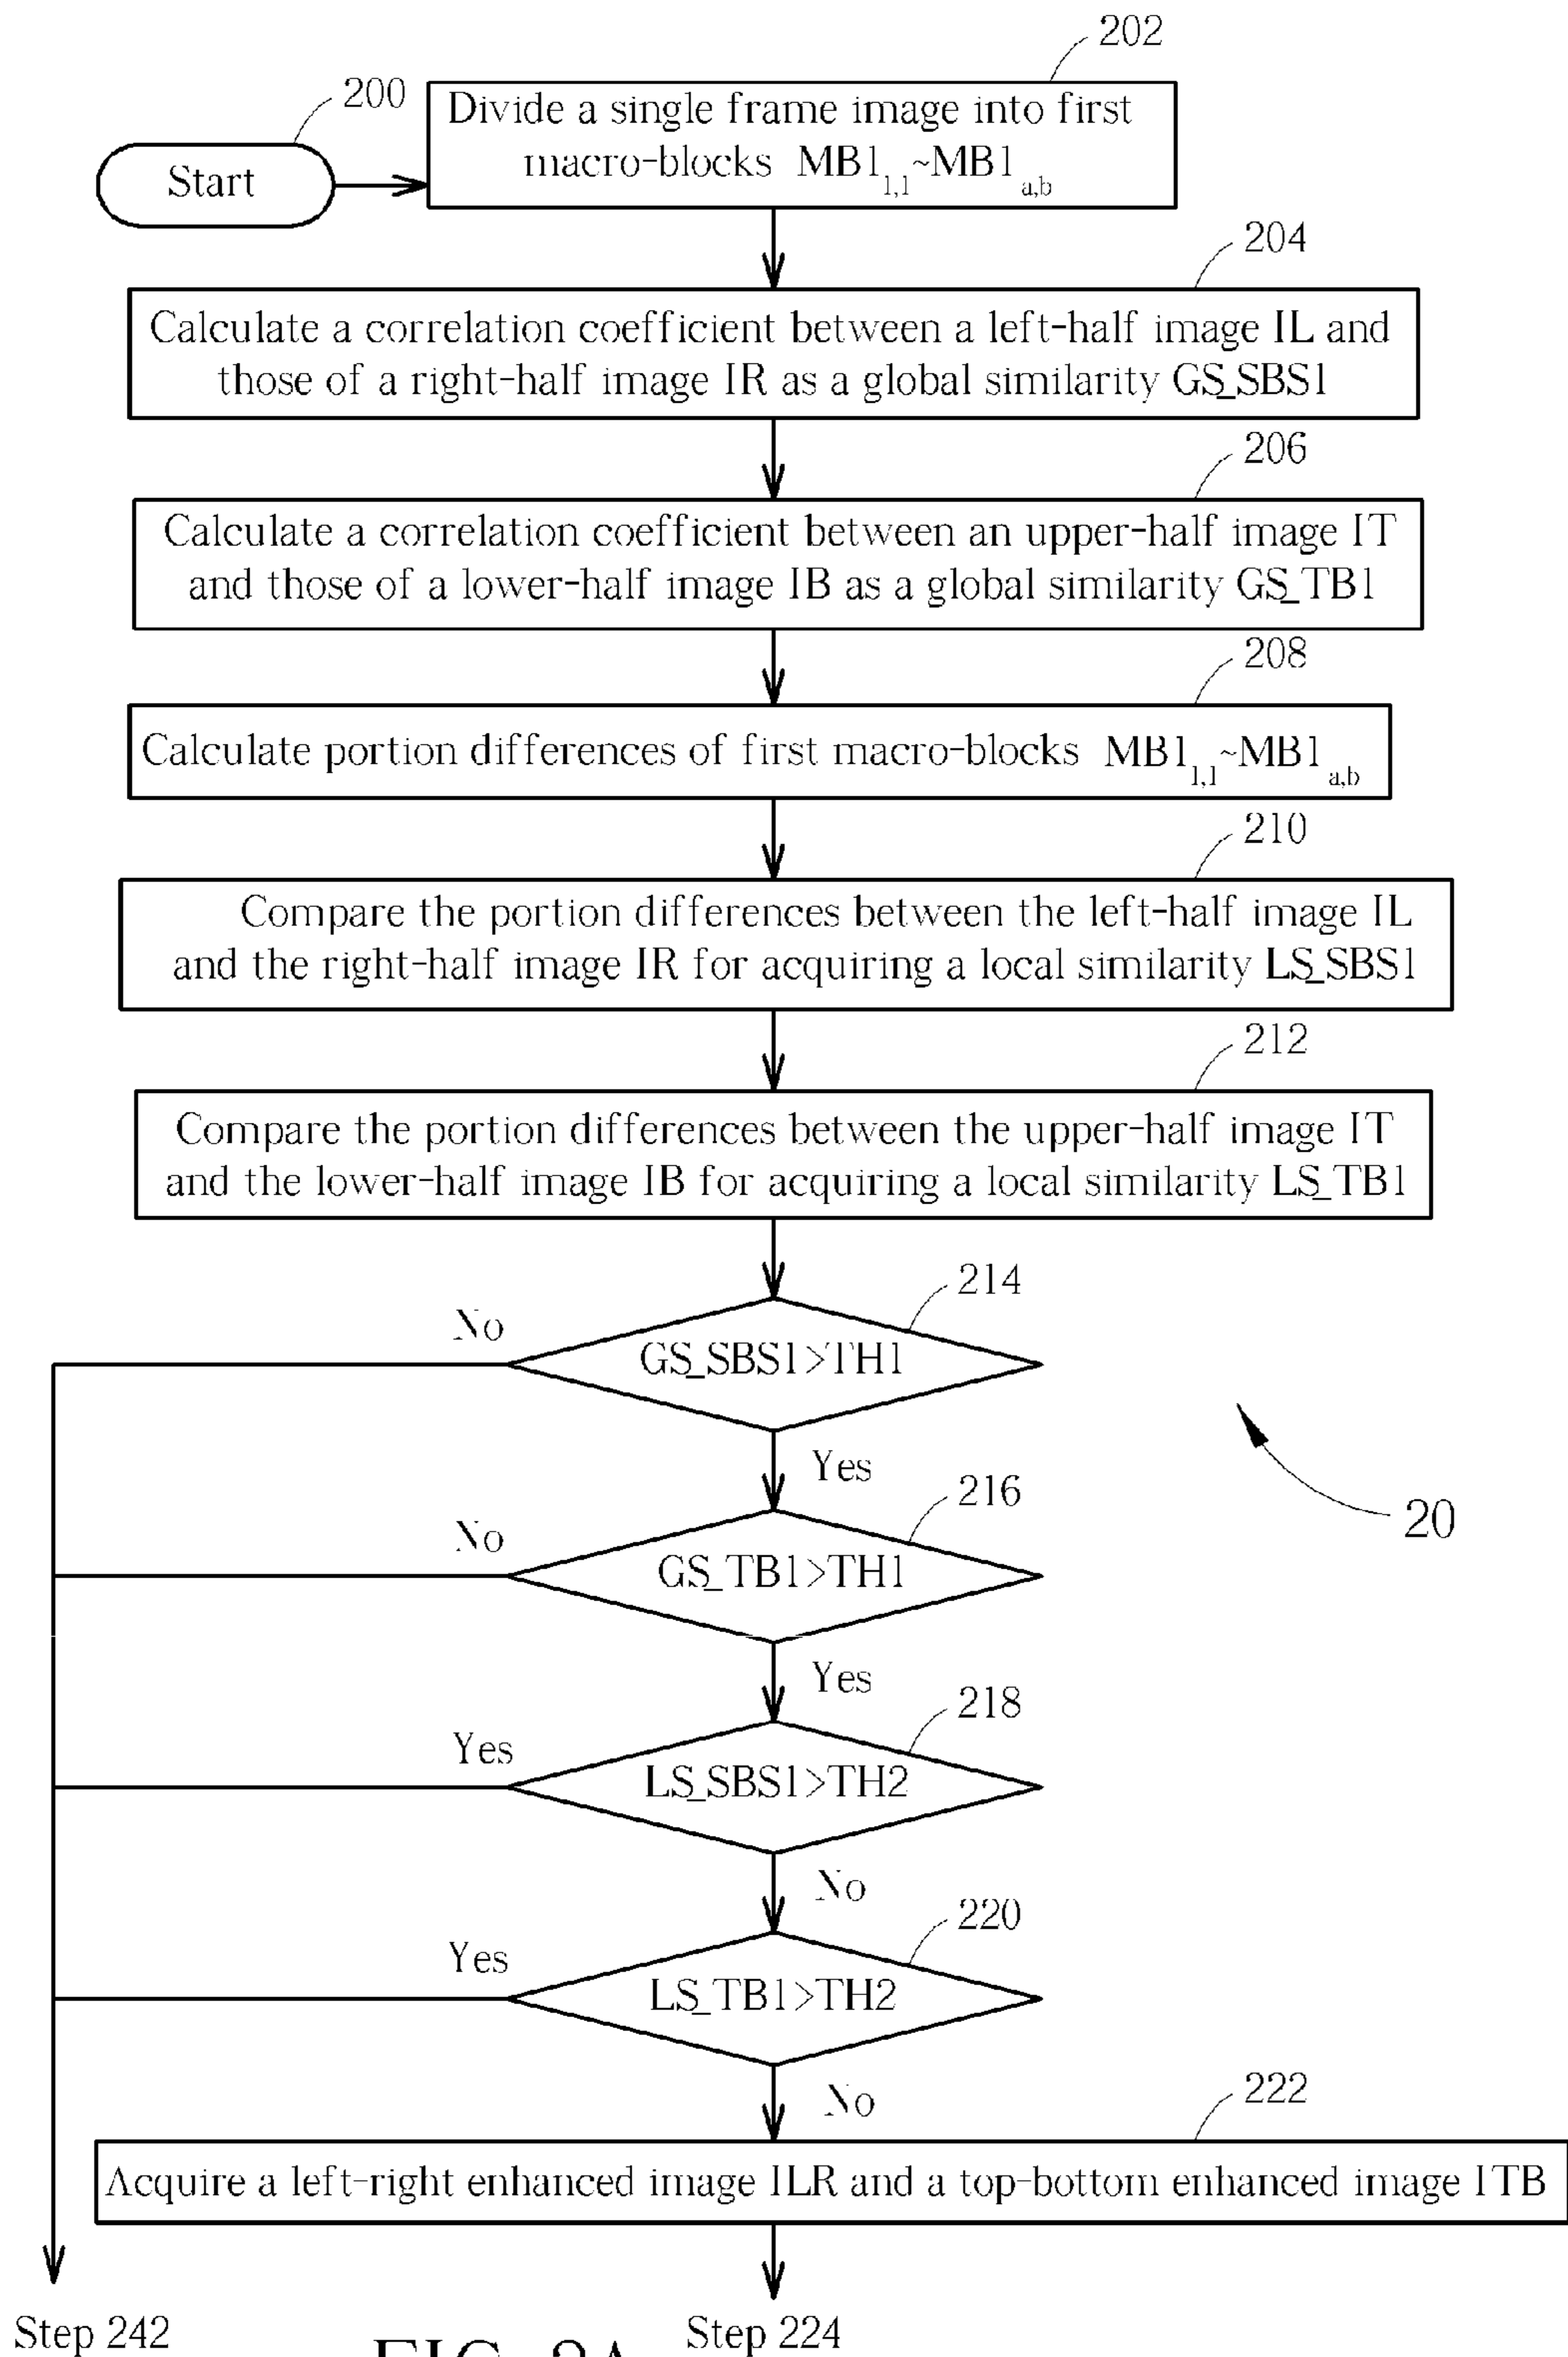 202
200
Divide a single frame image into first
macro-blocks MB1₁,₁~MB1ₐ,b
Start
204
Calculate a correlation coefficient between a left-half image IL and
those of a right-half image IR as a global similarity GS_SBS1
206
Calculate a correlation coefficient between an upper-half image IT
and those of a lower-half image IB as a global similarity GS_TB1
208
Calculate portion differences of first macro-blocks MB1₁,₁~MB1ₐ,b
210
Compare the portion differences between the left-half image IL
and the right-half image IR for acquiring a local similarity LS_SBS1
212
Compare the portion differences between the upper-half image IT
and the lower-half image IB for acquiring a local similarity LS_TB1
214
No
GS_SBS1>TH1
Yes
216
No
GS_TB1>TH1
20
Yes
218
Yes
LS_SBS1>TH2
No
220
Yes
LS_TB1>TH2
No
222
Acquire a left-right enhanced image ILR and a top-bottom enhanced image ITB
Step 242
Step 224